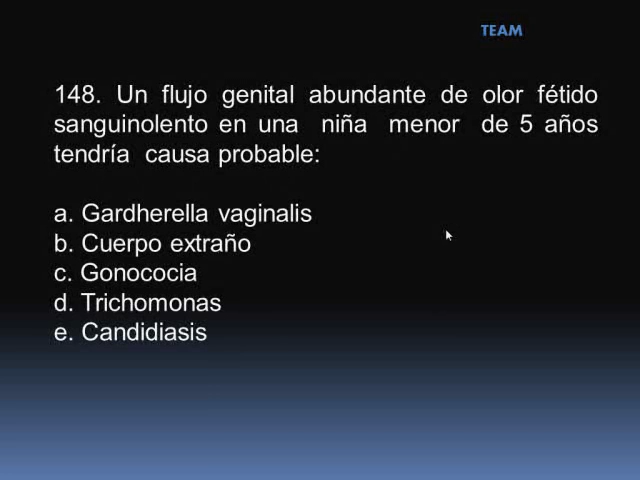 TEAM
148. Un flujo genital abundante de olor fétido
sanguinolento en una niña menor de 5 años
tendría causa probable:
a. Gardherella vaginalis
b. Cuerpo extraño
c. Gonococia
d. Trichomonas
e. Candidiasis